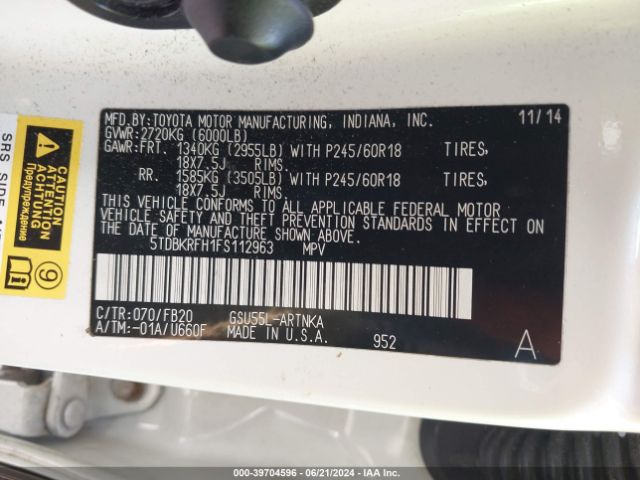 MFD.BY:TOYOTA MOTOR MANUFACTURING, INDIANA, INC. 11/14
GVWR:2720KG (6000LB)
GAWR:FRT. 1340KG (2955LB) WITH P245/60R18 TIRES,
18X7.5J RIMS
RR. 1585KG (3505LB) WITH P245/60R18 TIRES,
18X7.5J RIMS
THIS VEHICLE CONFORMS TO ALL APPLICABLE FEDERAL MOTOR
VEHICLE SAFETY AND THEFT PREVENTION STANDARDS IN EFFECT ON
THE DATE OF MANUFACTURE SHOWN ABOVE.
5TDBKRFH1FS112963 MPV
C/TR:070/FB20 GSU55L-ARTNKA
A/TM:-01A/U660F MADE IN U.S.A. 952 A
CAUTION
ATTENTION
ACHTUNG
Предупреждение
9
SRS SIDE
000-39704596 - 06/21/2024 - IAA Inc.